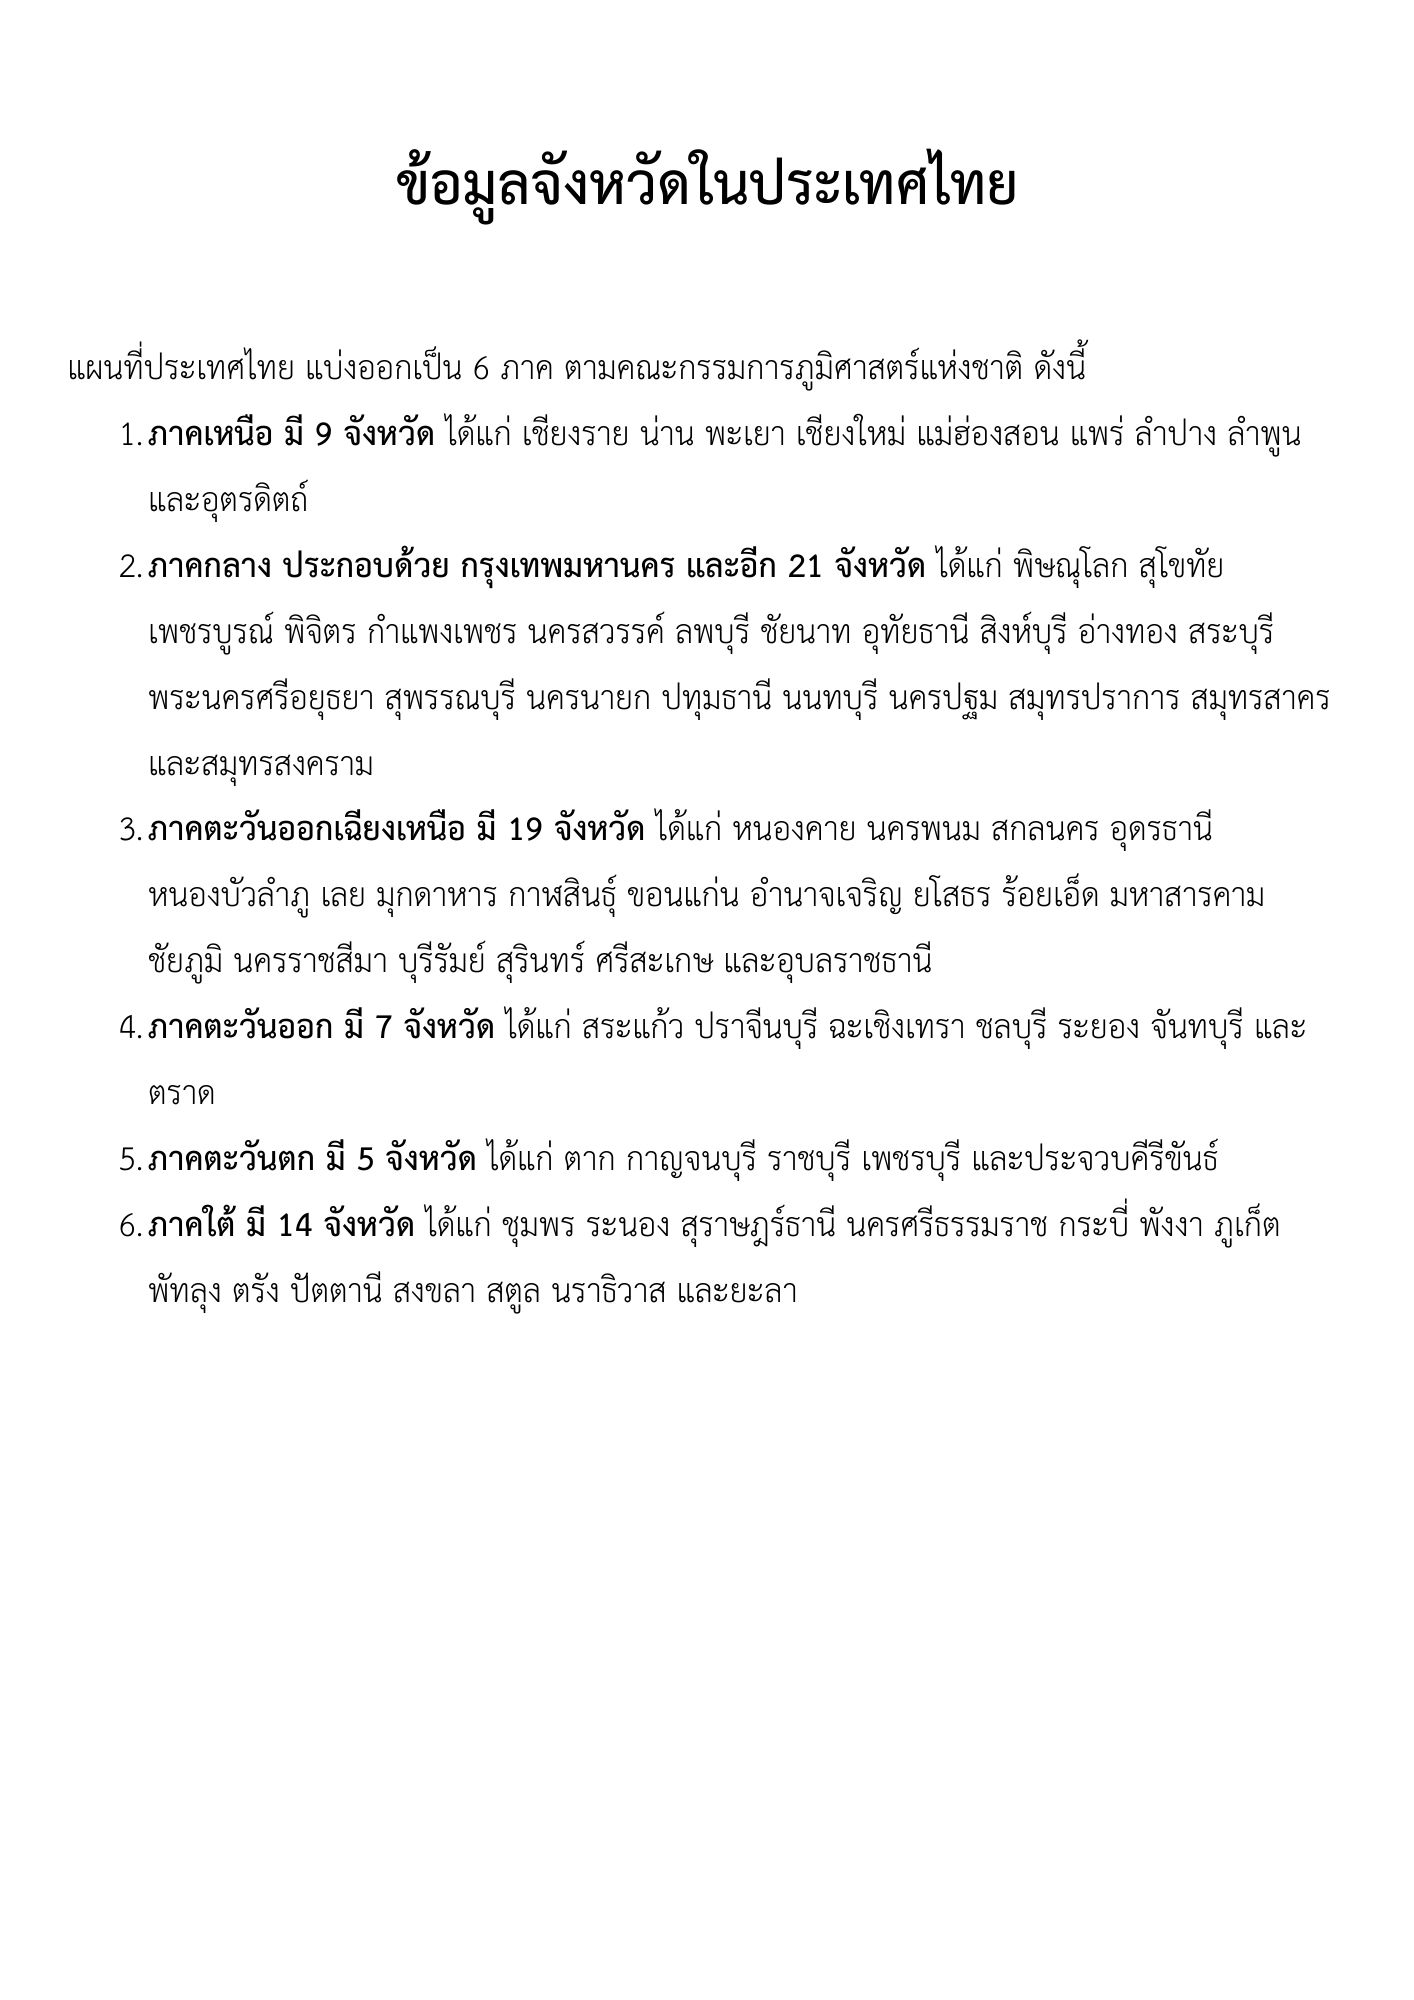 ข้อมูลจังหวัดในประเทศไทย
แผนที่ประเทศไทย แบ่งออกเป็น 6 ภาค ตามคณะกรรมการภูมิศาสตร์แห่งชาติ ดังนี้
1. ภาคเหนือ มี 9 จังหวัด ได้แก่ เชียงราย น่าน พะเยา เชียงใหม่ แม่ฮ่องสอน แพร่ ลำปาง ลำพูน
และอุตรดิตถ์
2. ภาคกลาง ประกอบด้วย กรุงเทพมหานคร และอีก 21 จังหวัด ได้แก่ พิษณุโลก สุโขทัย
เพชรบูรณ์ พิจิตร กำแพงเพชร นครสวรรค์ ลพบุรี ชัยนาท อุทัยธานี สิงห์บุรี อ่างทอง สระบุรี
พระนครศรีอยุธยา สุพรรณบุรี นครนายก ปทุมธานี นนทบุรี นครปฐม สมุทรปราการ สมุทรสาคร
และสมุทรสงคราม
3. ภาคตะวันออกเฉียงเหนือ มี 19 จังหวัด ได้แก่ หนองคาย นครพนม สกลนคร อุดรธานี
หนองบัวลำภู เลย มุกดาหาร กาฬสินธุ์ ขอนแก่น อำนาจเจริญ ยโสธร ร้อยเอ็ด มหาสารคาม
ชัยภูมิ นครราชสีมา บุรีรัมย์ สุรินทร์ ศรีสะเกษ และอุบลราชธานี
4. ภาคตะวันออก มี 7 จังหวัด ได้แก่ สระแก้ว ปราจีนบุรี ฉะเชิงเทรา ชลบุรี ระยอง จันทบุรี และ
ตราด
5. ภาคตะวันตก มี 5 จังหวัด ได้แก่ ตาก กาญจนบุรี ราชบุรี เพชรบุรี และประจวบคีรีขันธ์
6. ภาคใต้ มี 14 จังหวัด ได้แก่ ชุมพร ระนอง สุราษฎร์ธานี นครศรีธรรมราช กระบี่ พังงา ภูเก็ต
พัทลุง ตรัง ปัตตานี สงขลา สตูล นราธิวาส และยะลา